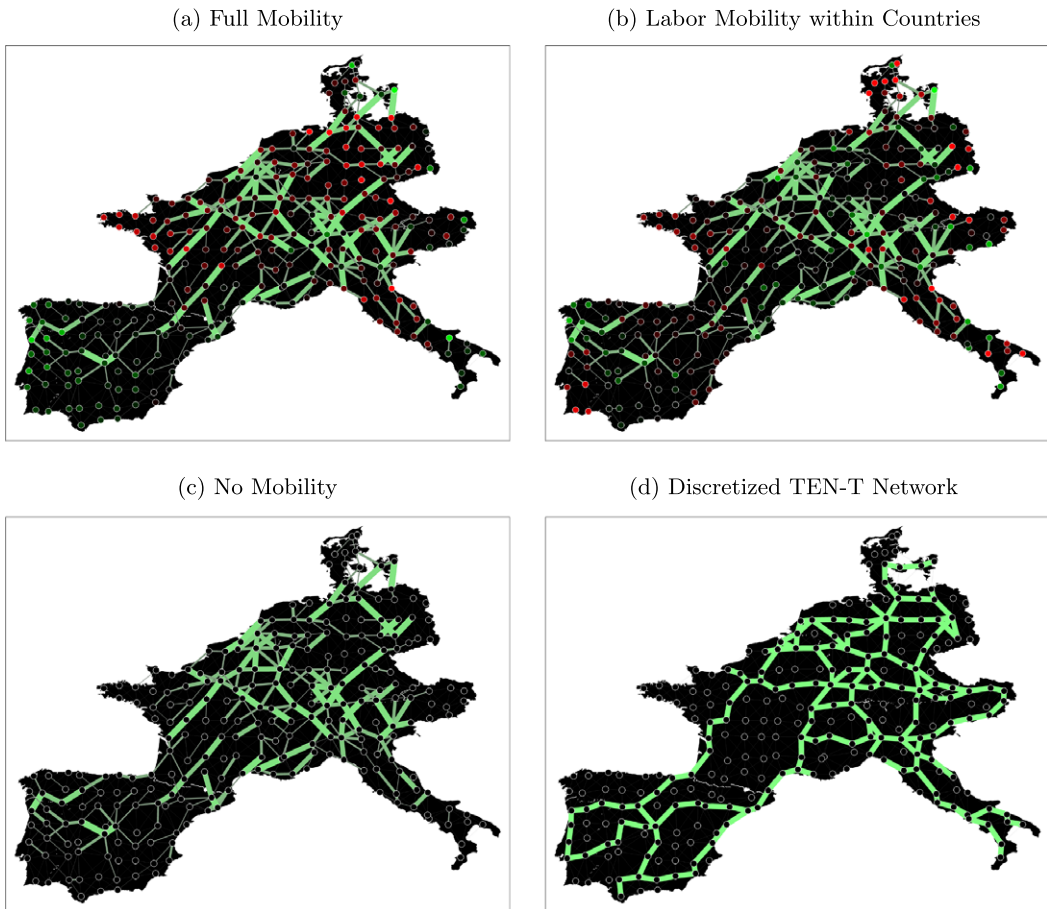 (a) Full Mobility
(b) Labor Mobility within Countries
(c) No Mobility
(d) Discretized TEN-T Network